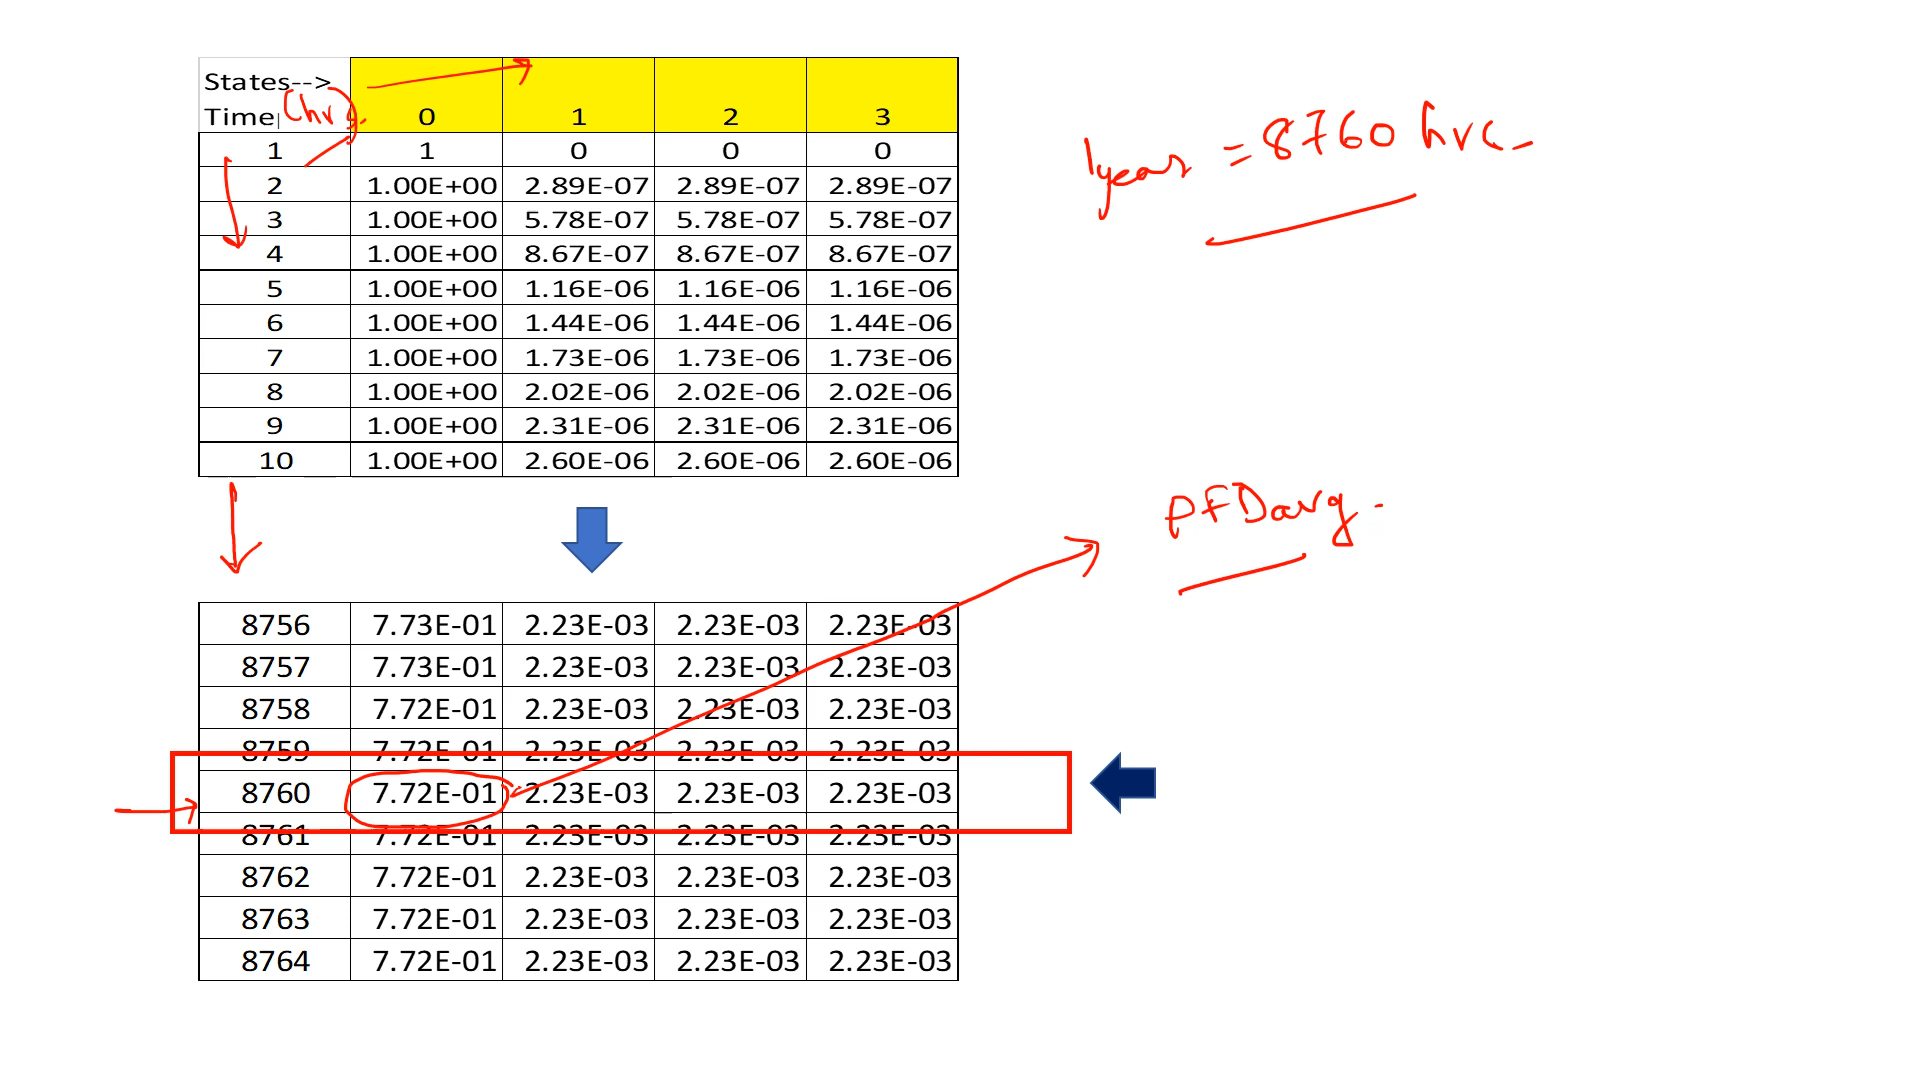 States-->
Time (hr) 0 1 2 3
1 1 0 0 0
2 1.00E+00 2.89E-07 2.89E-07 2.89E-07
3 1.00E+00 5.78E-07 5.78E-07 5.78E-07
4 1.00E+00 8.67E-07 8.67E-07 8.67E-07
5 1.00E+00 1.16E-06 1.16E-06 1.16E-06
6 1.00E+00 1.44E-06 1.44E-06 1.44E-06
7 1.00E+00 1.73E-06 1.73E-06 1.73E-06
8 1.00E+00 2.02E-06 2.02E-06 2.02E-06
9 1.00E+00 2.31E-06 2.31E-06 2.31E-06
10 1.00E+00 2.60E-06 2.60E-06 2.60E-06
1year = 8760 hrs.
PFDavg.
8756 7.73E-01 2.23E-03 2.23E-03 2.23E-03
8757 7.73E-01 2.23E-03 2.23E-03 2.23E-03
8758 7.72E-01 2.23E-03 2.23E-03 2.23E-03
8759 7.72E-01 2.23E-03 2.23E-03 2.23E-03
8760 7.72E-01 2.23E-03 2.23E-03 2.23E-03
8761 7.72E-01 2.23E-03 2.23E-03 2.23E-03
8762 7.72E-01 2.23E-03 2.23E-03 2.23E-03
8763 7.72E-01 2.23E-03 2.23E-03 2.23E-03
8764 7.72E-01 2.23E-03 2.23E-03 2.23E-03